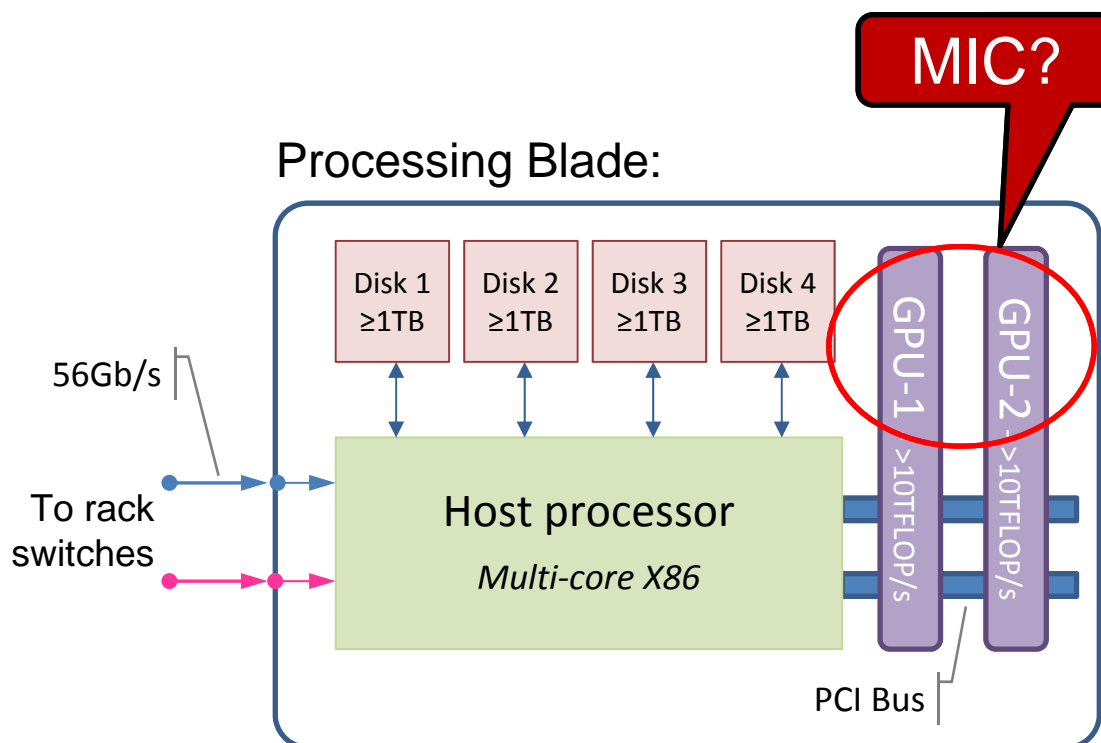 MIC?
Processing Blade:
Disk 1
≥1TB
Disk 2
≥1TB
Disk 3
≥1TB
Disk 4
≥1TB
GPU-1 - >10TFLOP/s
GPU-2 - >10TFLOP/s
56Gb/s
To rack
switches
Host processor
Multi-core X86
PCI Bus